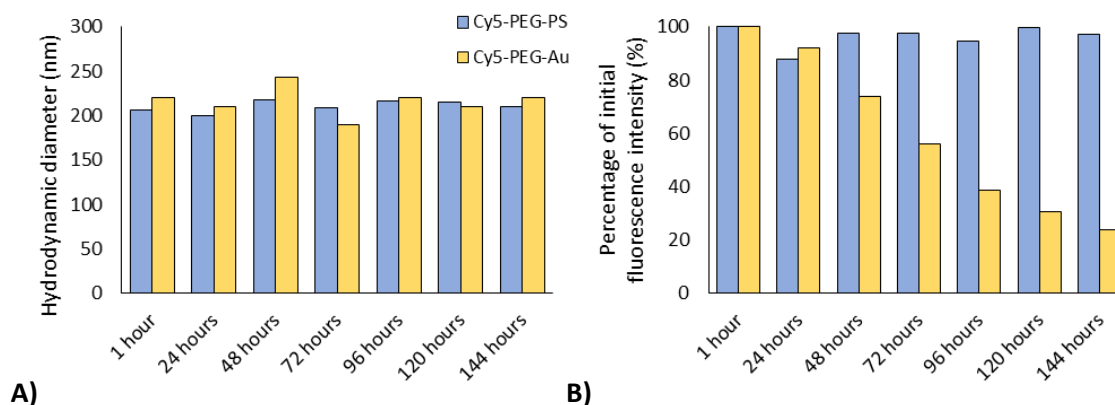 Hydrodynamic diameter (nm)
300
250
200
150
100
50
0
Cy5-PEG-PS
Cy5-PEG-Au
1 hour
24 hours
48 hours
72 hours
96 hours
120 hours
144 hours
A)
Percentage of initial
fluorescence intensity (%)
100
80
60
40
20
0
1 hour
24 hours
48 hours
72 hours
96 hours
120 hours
144 hours
B)